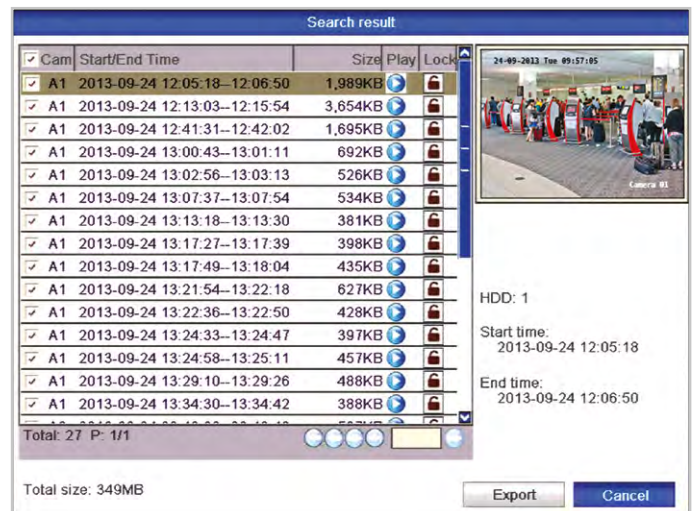 Search result
Cam Start/End Time Size Play Lock
A1 2013-09-24 12:05:18--12:06:50 1,989KB
A1 2013-09-24 12:13:03--12:15:54 3,654KB
A1 2013-09-24 12:41:31--12:42:02 1,695KB
A1 2013-09-24 13:00:43--13:01:11 692KB
A1 2013-09-24 13:02:56--13:03:13 526KB
A1 2013-09-24 13:07:37--13:07:54 534KB
A1 2013-09-24 13:13:18--13:13:30 381KB
A1 2013-09-24 13:17:27--13:17:39 398KB
A1 2013-09-24 13:17:49--13:18:04 435KB
A1 2013-09-24 13:21:54--13:22:18 627KB
A1 2013-09-24 13:22:36--13:22:50 428KB
A1 2013-09-24 13:24:33--13:24:47 397KB
A1 2013-09-24 13:24:58--13:25:11 457KB
A1 2013-09-24 13:29:10--13:29:26 488KB
A1 2013-09-24 13:34:30--13:34:42 388KB
Total: 27 P: 1/1
Total size: 349MB
24-09-2013 Tue 09:57:05
Camera 01
HDD: 1
Start time:
2013-09-24 12:05:18
End time:
2013-09-24 12:06:50
Export Cancel